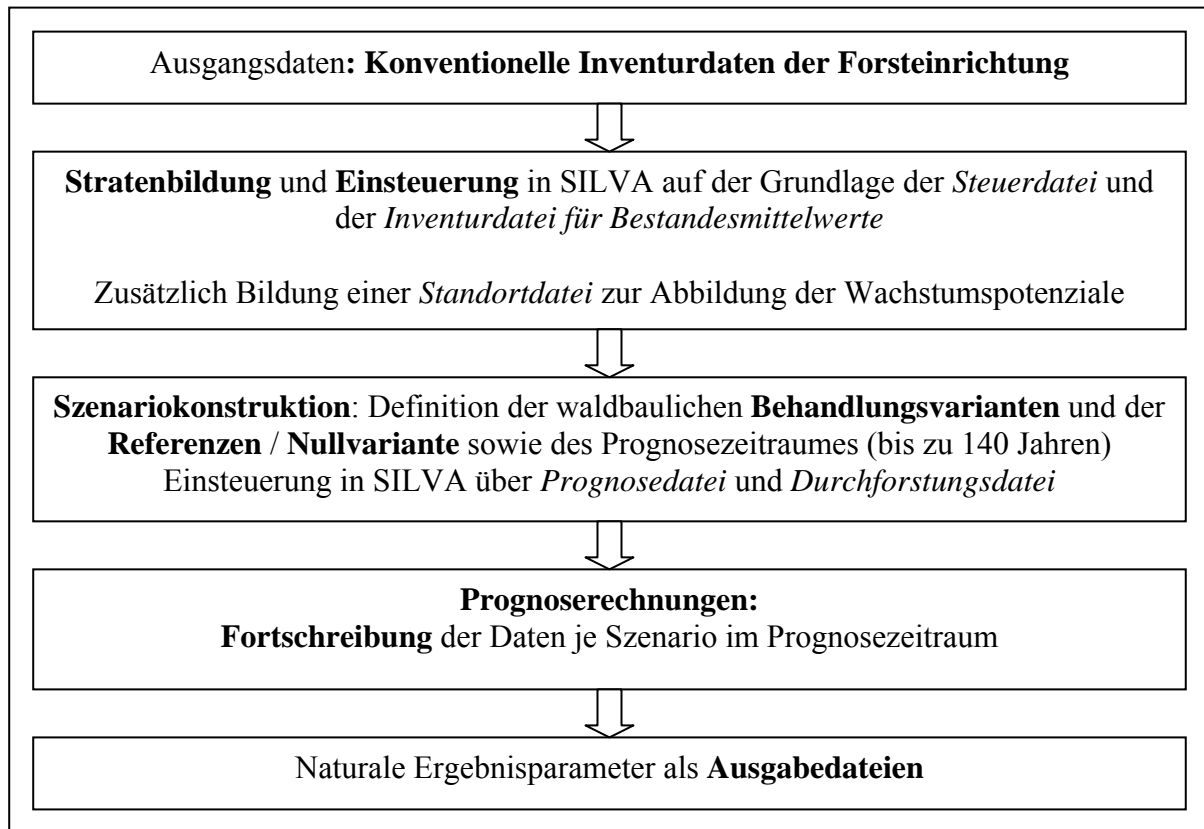 Ausgangsdaten: Konventionelle Inventurdaten der Forsteinrichtung
Stratenbildung und Einsteuerung in SILVA auf der Grundlage der Steuerdatei und
der Inventurdatei für Bestandesmittelwerte
Zusätzlich Bildung einer Standortdatei zur Abbildung der Wachstumspotenziale
Szenariokonstruktion: Definition der waldbaulichen Behandlungsvarianten und der
Referenzen / Nullvariante sowie des Prognosezeitraumes (bis zu 140 Jahren)
Einsteuerung in SILVA über Prognosedatei und Durchforstungsdatei
Prognoserechnungen:
Fortschreibung der Daten je Szenario im Prognosezeitraum
Naturale Ergebnisparameter als Ausgabedateien